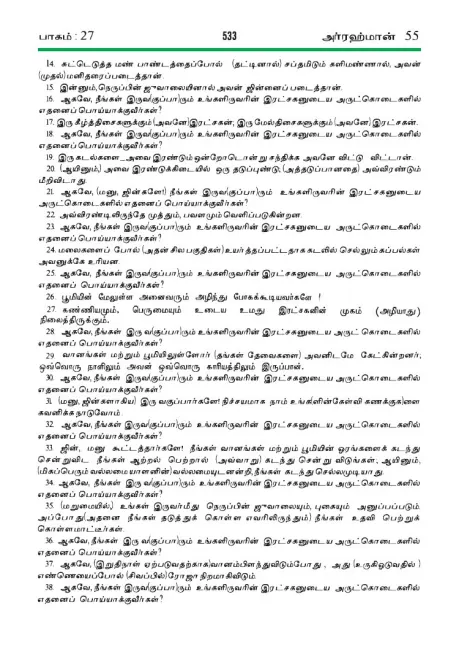 பாகம் : 27 533 அர்ரஹ்மான் 55
14. சுட்டெடுத்த மண் பாண்டத்தைப்போல் (தட்டினால்) சப்தமிடும் களிமண்ணால், அவன்
(முதல்) மனிதரைப்படைத்தான்.
15. இன்னும், நெருப்பின் ஜுவாலையினால் அவன் ஜின்னைப் படைத்தான்.
16. ஆகவே, நீங்கள் இருவ(குப்பா)ரும் உங்களிருவரின் இரட்சகனுடைய அருட்கொடைகளில்
எதனைப் பொய்யாக்குவீர்கள்?
17. இரு கீழ்த்திசைகளுக்கும் (அவனே) இரட்சகன்; இரு மேல்திசைகளுக்கும் (அவனே) இரட்சகன்.
18. ஆகவே, நீங்கள் இருவ(குப்பா)ரும் உங்களிருவரின் இரட்சகனுடைய அருட்கொடைகளில்
எதனைப் பொய்யாக்குவீர்கள்?
19. இரு கடல்களை _ அவை இரண்டும் ஒன்றோடொன்று சந்திக்க அவனே விட்டு விட்டான்.
20. (ஆயினும்,) அவை இரண்டுக்கிடையில் ஒரு தடுப்புண்டு; (அத்தடுப்பானதை) அவ்விரண்டும்
மீறிவிடாது.
21. ஆகவே, (மனு, ஜின்களே!) நீங்கள் இருவ(குப்பா)ரும் உங்களிருவரின் இரட்சகனுடைய
அருட்கொடைகளில் எதனைப் பொய்யாக்குவீர்கள்?
22. அவ்விரண்டிலிருந்தே முத்தும், பவளமும் வெளிப்படுகின்றன.
23. ஆகவே, நீங்கள் இருவ(குப்பா)ரும் உங்களிருவரின் இரட்சகனுடைய அருட்கொடைகளில்
எதனைப் பொய்யாக்குவீர்கள்?
24. மலைகளைப் போல் (அதன் சில பகுதிகள்) உயர்த்தப்பட்டதாக கடலில் செல்லும் கப்பல்கள்
அவனுக்கே உரியன.
25. ஆகவே, நீங்கள் இருவ(குப்பா)ரும் உங்களிருவரின் இரட்சகனுடைய அருட்கொடைகளில்
எதனைப் பொய்யாக்குவீர்கள்?
26. பூமியின் மேலுள்ள அனைவரும் அழிந்து போகக்கூடியவர்களே !
27. கண்ணியமும், பெருமையும் உடைய உமது இரட்சகனின் முகம் (அழியாது)
நிலைத்திருக்கும்.
28. ஆகவே, நீங்கள் இருவ(குப்பா)ரும் உங்களிருவரின் இரட்சகனுடைய அருட்கொடைகளில்
எதனைப் பொய்யாக்குவீர்கள்?
29. வானங்கள் மற்றும் பூமியிலுள்ளோர் (தங்கள் தேவைகளை) அவனிடமே கேட்கின்றனர்;
ஒவ்வொரு நாளிலும் அவன் ஒவ்வொரு காரியத்திலும் இருப்பான்.
30. ஆகவே, நீங்கள் இருவ(குப்பா)ரும் உங்களிருவரின் இரட்சகனுடைய அருட்கொடைகளில்
எதனைப் பொய்யாக்குவீர்கள்?
31. (மனு, ஜின்களாகிய) இருவகுப்பார்களே! நிச்சயமாக நாம் உங்களின்கேள்வி கணக்குகளை
கவனிக்க நாடுவோம்.
32. ஆகவே, நீங்கள் இருவ(குப்பா)ரும் உங்களிருவரின் இரட்சகனுடைய அருட்கொடைகளில்
எதனைப் பொய்யாக்குவீர்கள்?
33. ஜின், மனு கூட்டத்தார்களே! நீங்கள் வானங்கள் மற்றும் பூமியின் ஓரங்களைக் கடந்து
சென்றுவிட நீங்கள் ஆற்றல் பெற்றால் (அவ்வாறு) கடந்து சென்று விடுங்கள்; ஆயினும்,
(மிகப்பெரும் வல்லமையாளனின்) வல்லமையுடனன்றி, நீங்கள் கடந்து செல்லமுடியாது.
34. ஆகவே, நீங்கள் இருவ(குப்பா)ரும் உங்களிருவரின் இரட்சகனுடைய அருட்கொடைகளில்
எதனைப் பொய்யாக்குவீர்கள்?
35. (மறுமையில்), உங்கள் இருவர்மீது நெருப்பின் ஜுவாலையும், புகையும் அனுப்பப்படும்.
அப்போது (அதனை நீங்கள் தடுத்துக் கொள்ள எவரிலிருந்தும்) நீங்கள் உதவி பெற்றுக்
கொள்ளமாட்டீர்கள்.
36. ஆகவே, நீங்கள் இருவ(குப்பா)ரும் உங்களிருவரின் இரட்சகனுடைய அருட்கொடைகளில்
எதனைப் பொய்யாக்குவீர்கள்?
37. ஆகவே, (இறுதிநாள் ஏற்படுவதற்காக) வானம்பிளந்துவிடும்போது , அது (உருகிஓடுவதில் )
எண்ணெயைப்போல் (சிவப்பில்) ரோஜா நிறமாகிவிடும்.
38. ஆகவே, நீங்கள் இருவ(குப்பா)ரும் உங்களிருவரின் இரட்சகனுடைய அருட்கொடைகளில்
எதனைப் பொய்யாக்குவீர்கள்?